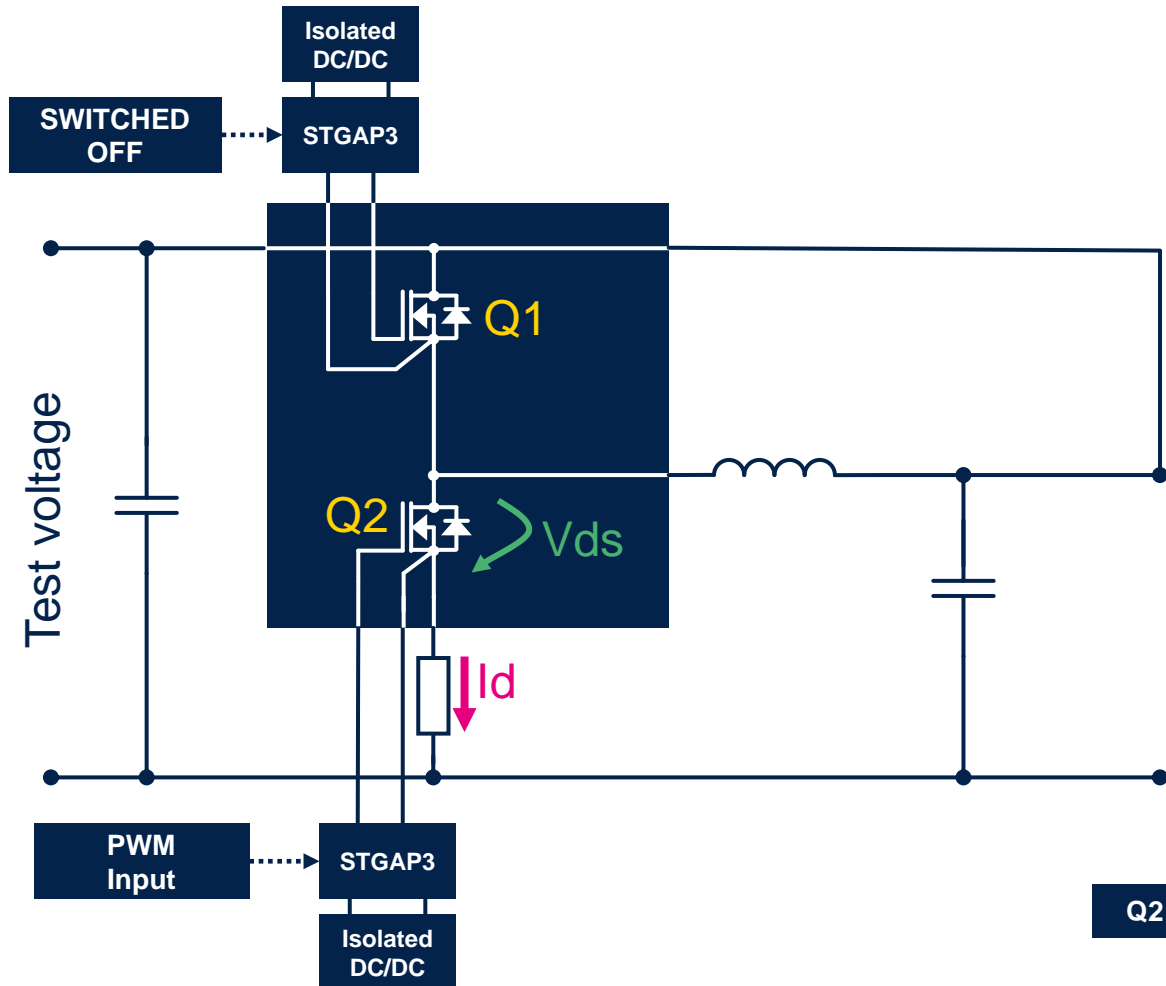 Isolated
DC/DC
SWITCHED
OFF
STGAP3
Q1
Test voltage
Q2
Vds
Id
PWM
Input
STGAP3
Q2
Isolated
DC/DC